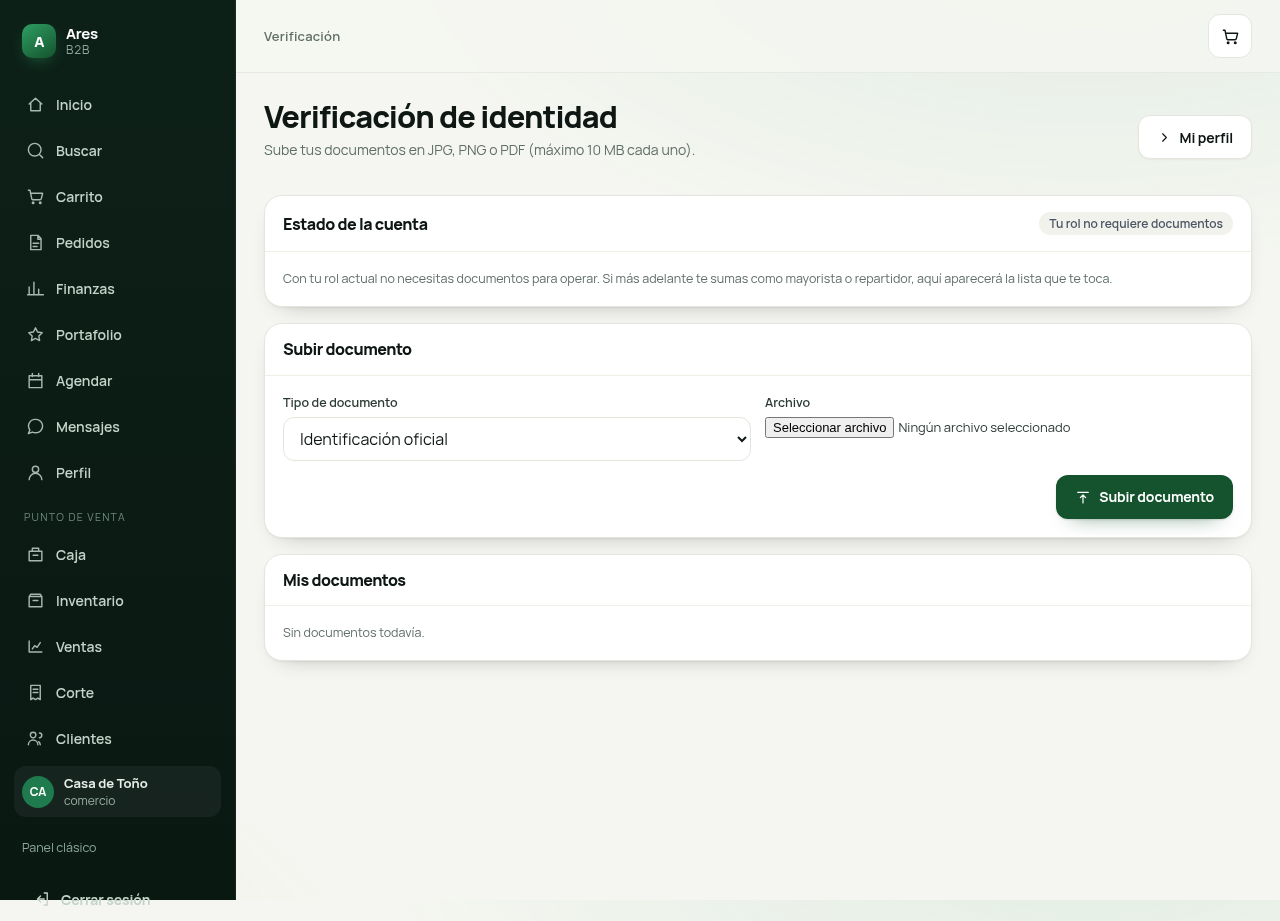 A
Ares
B2B
Inicio
Buscar
Carrito
Pedidos
Finanzas
Portafolio
Agendar
Mensajes
Perfil
PUNTO DE VENTA
Caja
Inventario
Ventas
Corte
Clientes
CA
Casa de Toño
comercio
Panel clásico
Cerrar sesión
Verificación
Verificación de identidad
Sube tus documentos en JPG, PNG o PDF (máximo 10 MB cada uno).
Mi perfil
Estado de la cuenta
Tu rol no requiere documentos
Con tu rol actual no necesitas documentos para operar. Si más adelante te sumas como mayorista o repartidor, aquí aparecerá la lista que te toca.
Subir documento
Tipo de documento
Identificación oficial
Archivo
Seleccionar archivo Ningún archivo seleccionado
Subir documento
Mis documentos
Sin documentos todavía.